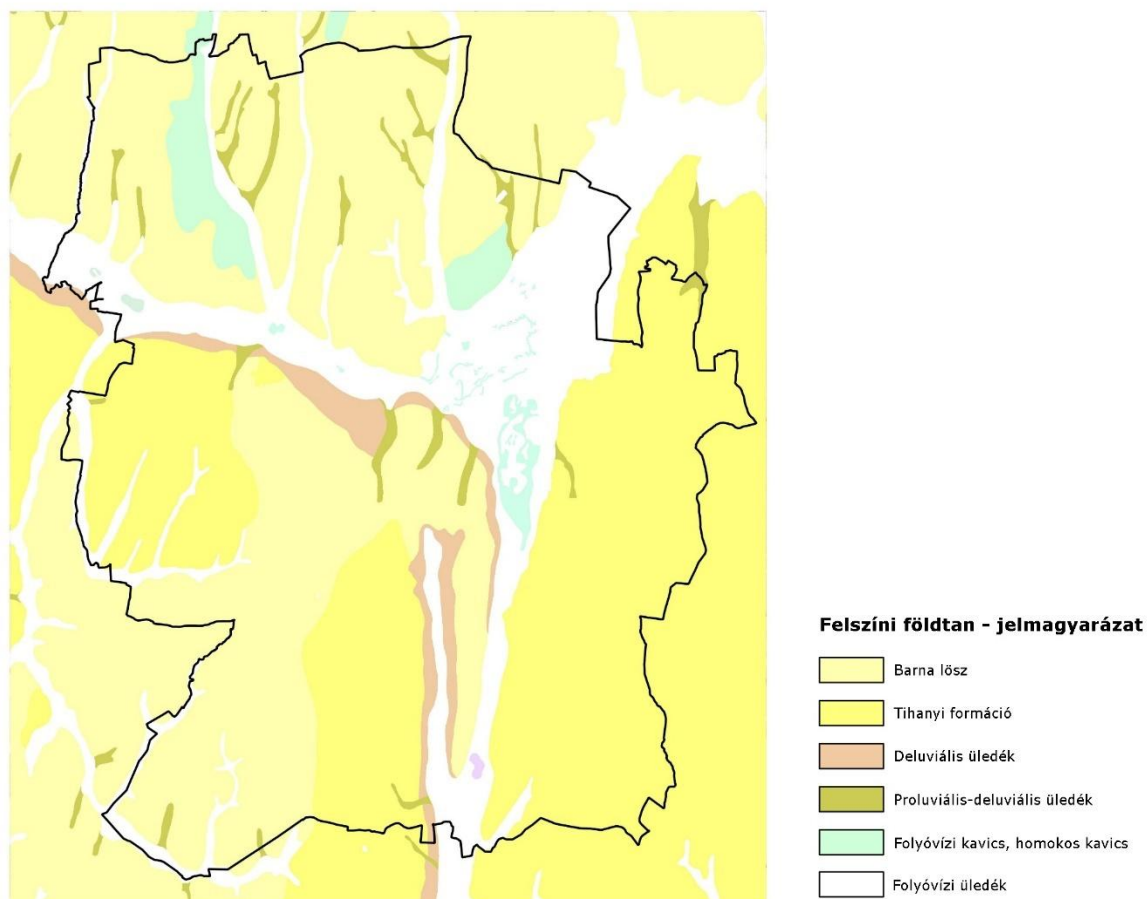 Felszíni földtan - jelmagyarázat
Barna lösz
Tihanyi formáció
Deluviális üledék
Proluviális-deluviális üledék
Folyóvízi kavics, homokos kavics
Folyóvízi üledék